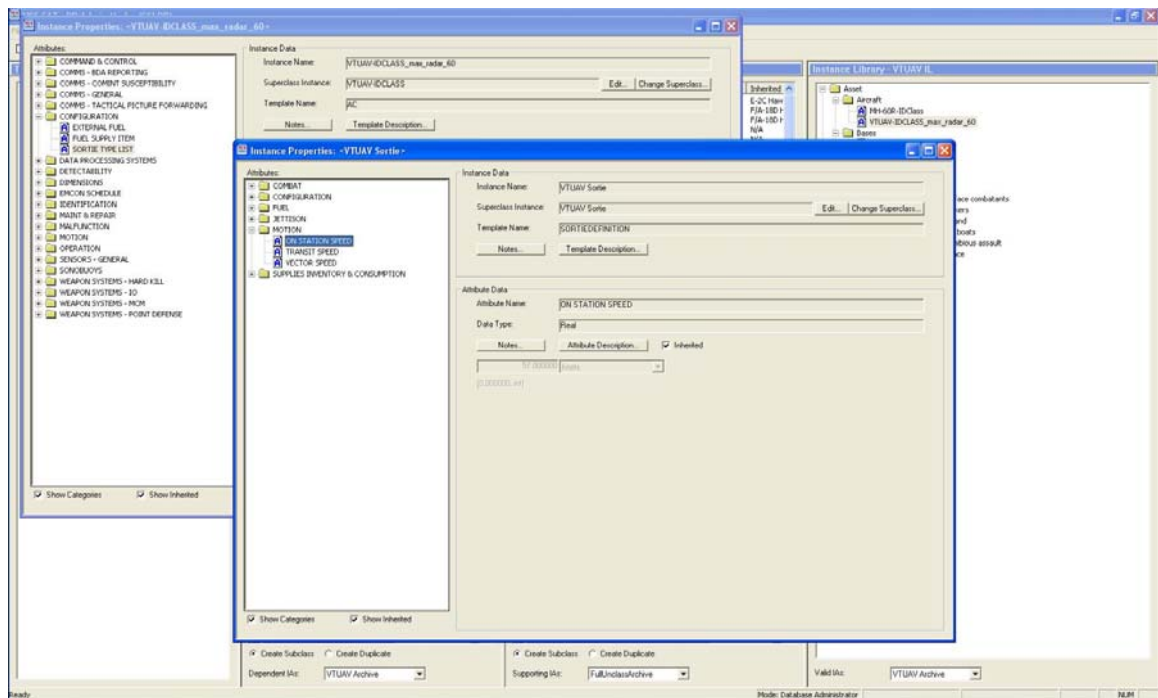 Instance Properties: -VTUAV-IDCLASS_max_radar_60-
Attributes:
COMMAND & CONTROL
COMMS - BDA REPORTING
COMMS - COMINT SUSCEPTIBILITY
COMMS - GENERAL
COMMS - TACTICAL PICTURE FORWARDING
CONFIGURATION
EXTERNAL FUEL
FUEL SUPPLY ITEM
SORTIE TYPE LIST
DATA PROCESSING SYSTEMS
DETECTABILITY
DIMENSIONS
EMCON SCHEDULE
IDENTIFICATION
MAINT & REPAIR
MALFUNCTION
MOTION
OPERATION
SENSORS - GENERAL
SONOBUOYS
WEAPON SYSTEMS - HARD KILL
WEAPON SYSTEMS - IO
WEAPON SYSTEMS - MCM
WEAPON SYSTEMS - POINT DEFENSE
Show Categories
Show Inherited
Instance Data
Instance Name:
VTUAV-IDCLASS_max_radar_60
Superclass Instance:
VTUAV-IDCLASS
Edit...
Change Superclass...
Template Name:
AC
Notes...
Template Description...
Inherited
E-2C Haw
F/A-18D H
F/A-18D H
N/A
Instance Library - VTUAV IL
Asset
Aircraft
MH-60R-IDClass
VTUAV-IDCLASS_max_radar_60
Bases
ace combatants
ers
nd
boats
bious assault
ce
Instance Properties: -VTUAV Sortie-
Attributes:
COMBAT
CONFIGURATION
FUEL
JETTISON
MOTION
ON STATION SPEED
TRANSIT SPEED
VECTOR SPEED
SUPPLIES INVENTORY & CONSUMPTION
Show Categories
Show Inherited
Instance Data
Instance Name:
VTUAV Sortie
Superclass Instance:
VTUAV Sortie
Edit...
Change Superclass...
Template Name:
SORTIEDEFINITION
Notes...
Template Description...
Attribute Data
Attribute Name:
ON STATION SPEED
Data Type:
Real
Notes...
Attribute Description...
Inherited
97.000000
Knots
Create Subclass
Create Duplicate
Create Subclass
Create Duplicate
Dependent IAs:
VTUAV Archive
Supporting IAs:
FullUnclassArchive
Valid IAs:
VTUAV Archive
Ready
Mode: Database Administrator
NUM